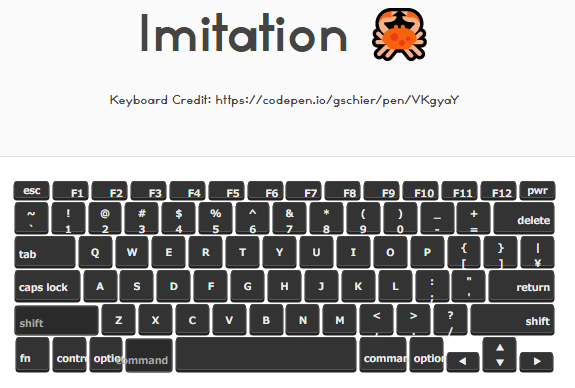 Imitation
Keyboard Credit: https://codepen.io/gschier/pen/VKgyaY
esc F1 F2 F3 F4 F5 F6 F7 F8 F9 F10 F11 F12 pwr
~ ! @ # $ % ^ & * ( ) _ + delete
` 1 2 3 4 5 6 7 8 9 0 - =
tab Q W E R T Y U I O P { } |
[ ] ¥
caps lock A S D F G H J K L : " return
; '
shift Z X C V B N M < > ? shift
, . /
fn contro optio command comman option ◀ ▲ ▼ ▶